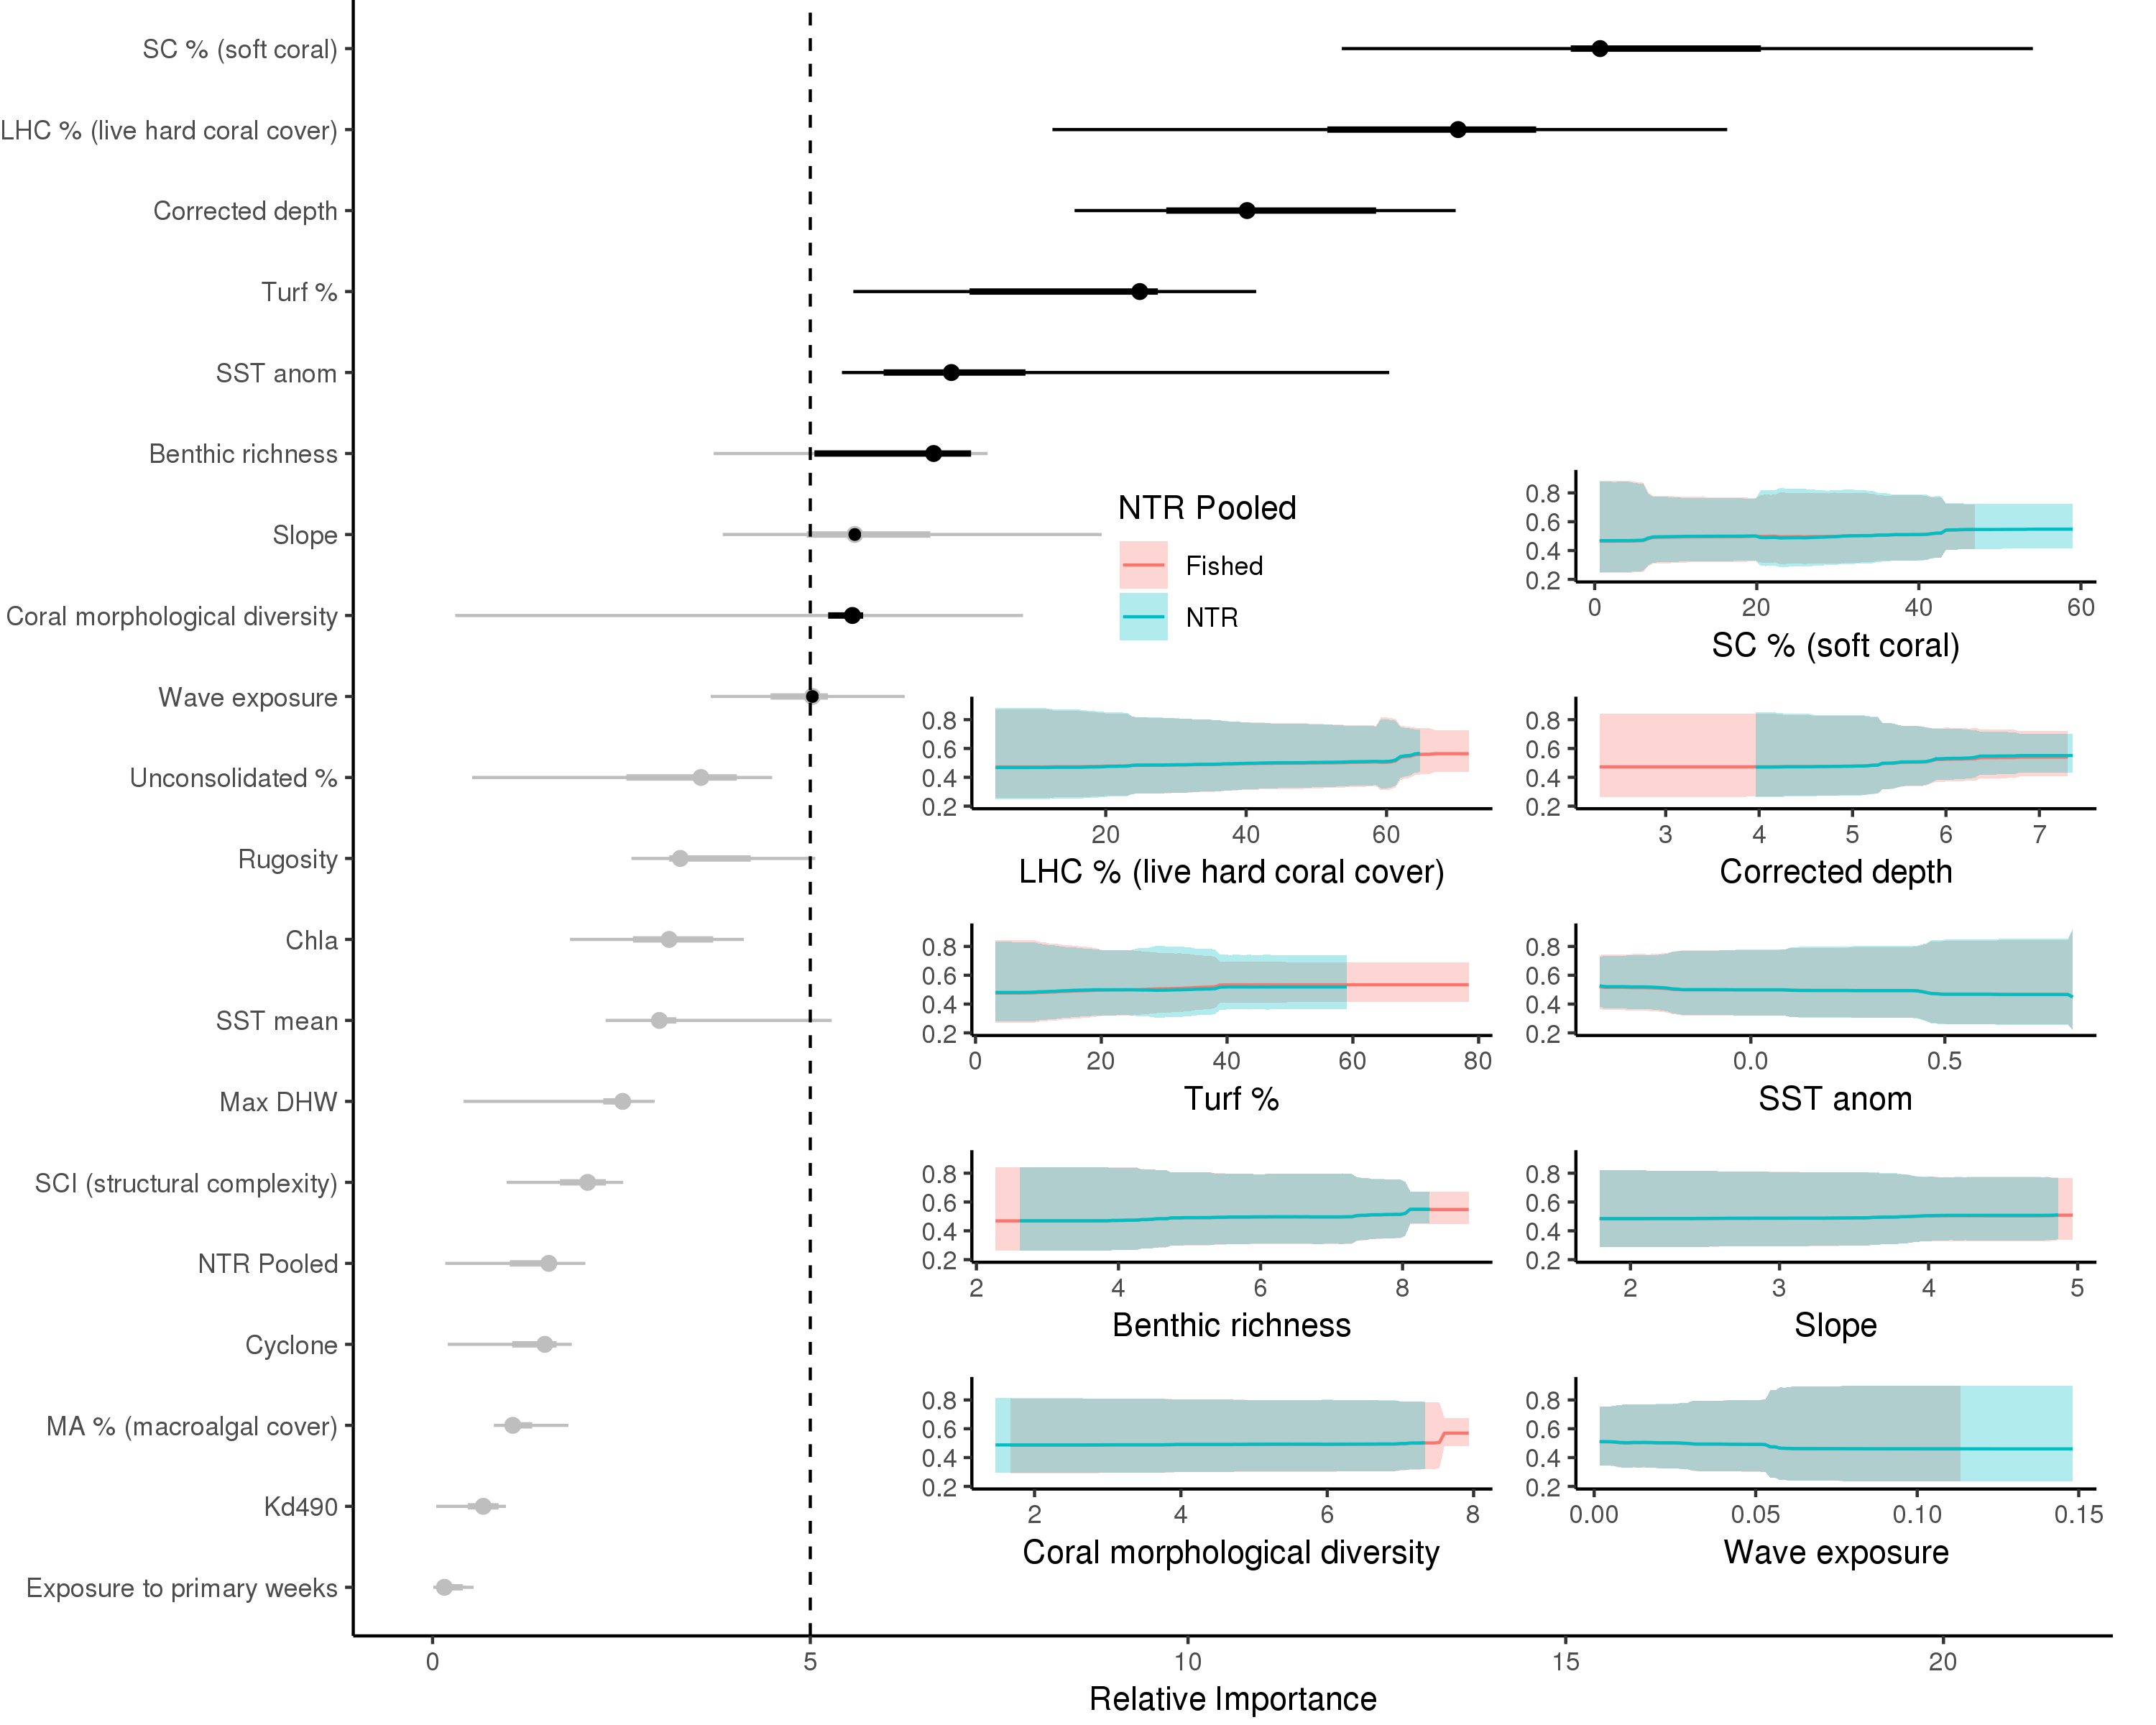 SC % (soft coral)
LHC % (live hard coral cover)
Corrected depth
Turf %
SST anom
Benthic richness
Slope
Coral morphological diversity
Wave exposure
Unconsolidated %
Rugosity
Chla
SST mean
Max DHW
SCI (structural complexity)
NTR Pooled
Cyclone
MA % (macroalgal cover)
Kd490
Exposure to primary weeks
0 5 10 15 20
Relative Importance
NTR Pooled
Fished
NTR
0.8
0.6
0.4
0.2
0 20 40 60
SC % (soft coral)
0.8
0.6
0.4
0.2
20 40 60
LHC % (live hard coral cover)
0.8
0.6
0.4
0.2
3 4 5 6 7
Corrected depth
0.8
0.6
0.4
0.2
0 20 40 60 80
Turf %
0.8
0.6
0.4
0.2
0.0 0.5
SST anom
0.8
0.6
0.4
0.2
2 4 6 8
Benthic richness
0.8
0.6
0.4
0.2
2 3 4 5
Slope
0.8
0.6
0.4
0.2
2 4 6 8
Coral morphological diversity
0.8
0.6
0.4
0.2
0.00 0.05 0.10 0.15
Wave exposure